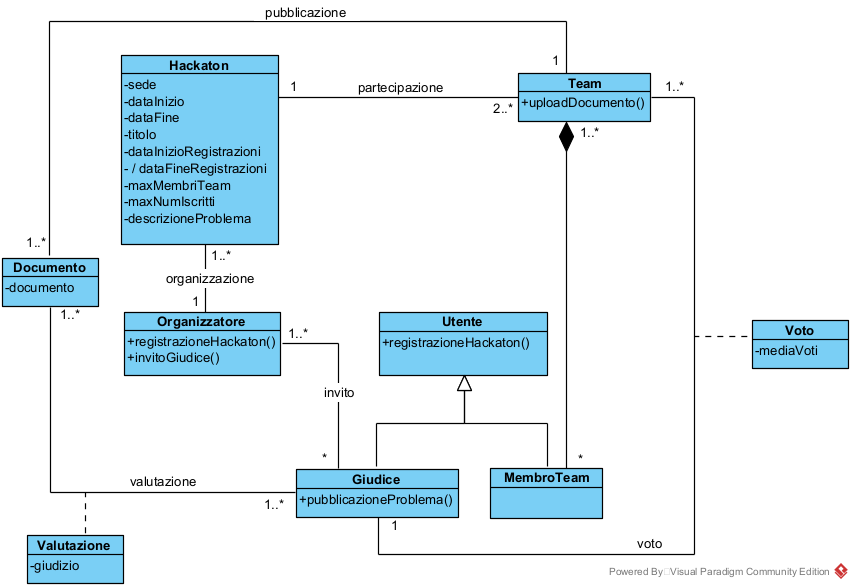 pubblicazione
Hackaton
-sede
-dataInizio
-dataFine
-titolo
-dataInizioRegistrazioni
- / dataFineRegistrazioni
-maxMembriTeam
-maxNumIscritti
-descrizioneProblema
1
partecipazione
2..*
1
Team
+uploadDocumento()
1..*
1..*
1..*
Documento
-documento
1..*
1..*
organizzazione
1
Organizzatore
+registrazioneHackaton()
+invitoGiudice()
1..*
invito
*
Utente
+registrazioneHackaton()
Voto
-mediaVoti
valutazione
1..*
Giudice
+pubblicazioneProblema()
1
*
MembroTeam
voto
Valutazione
-giudizio
Powered By Visual Paradigm Community Edition